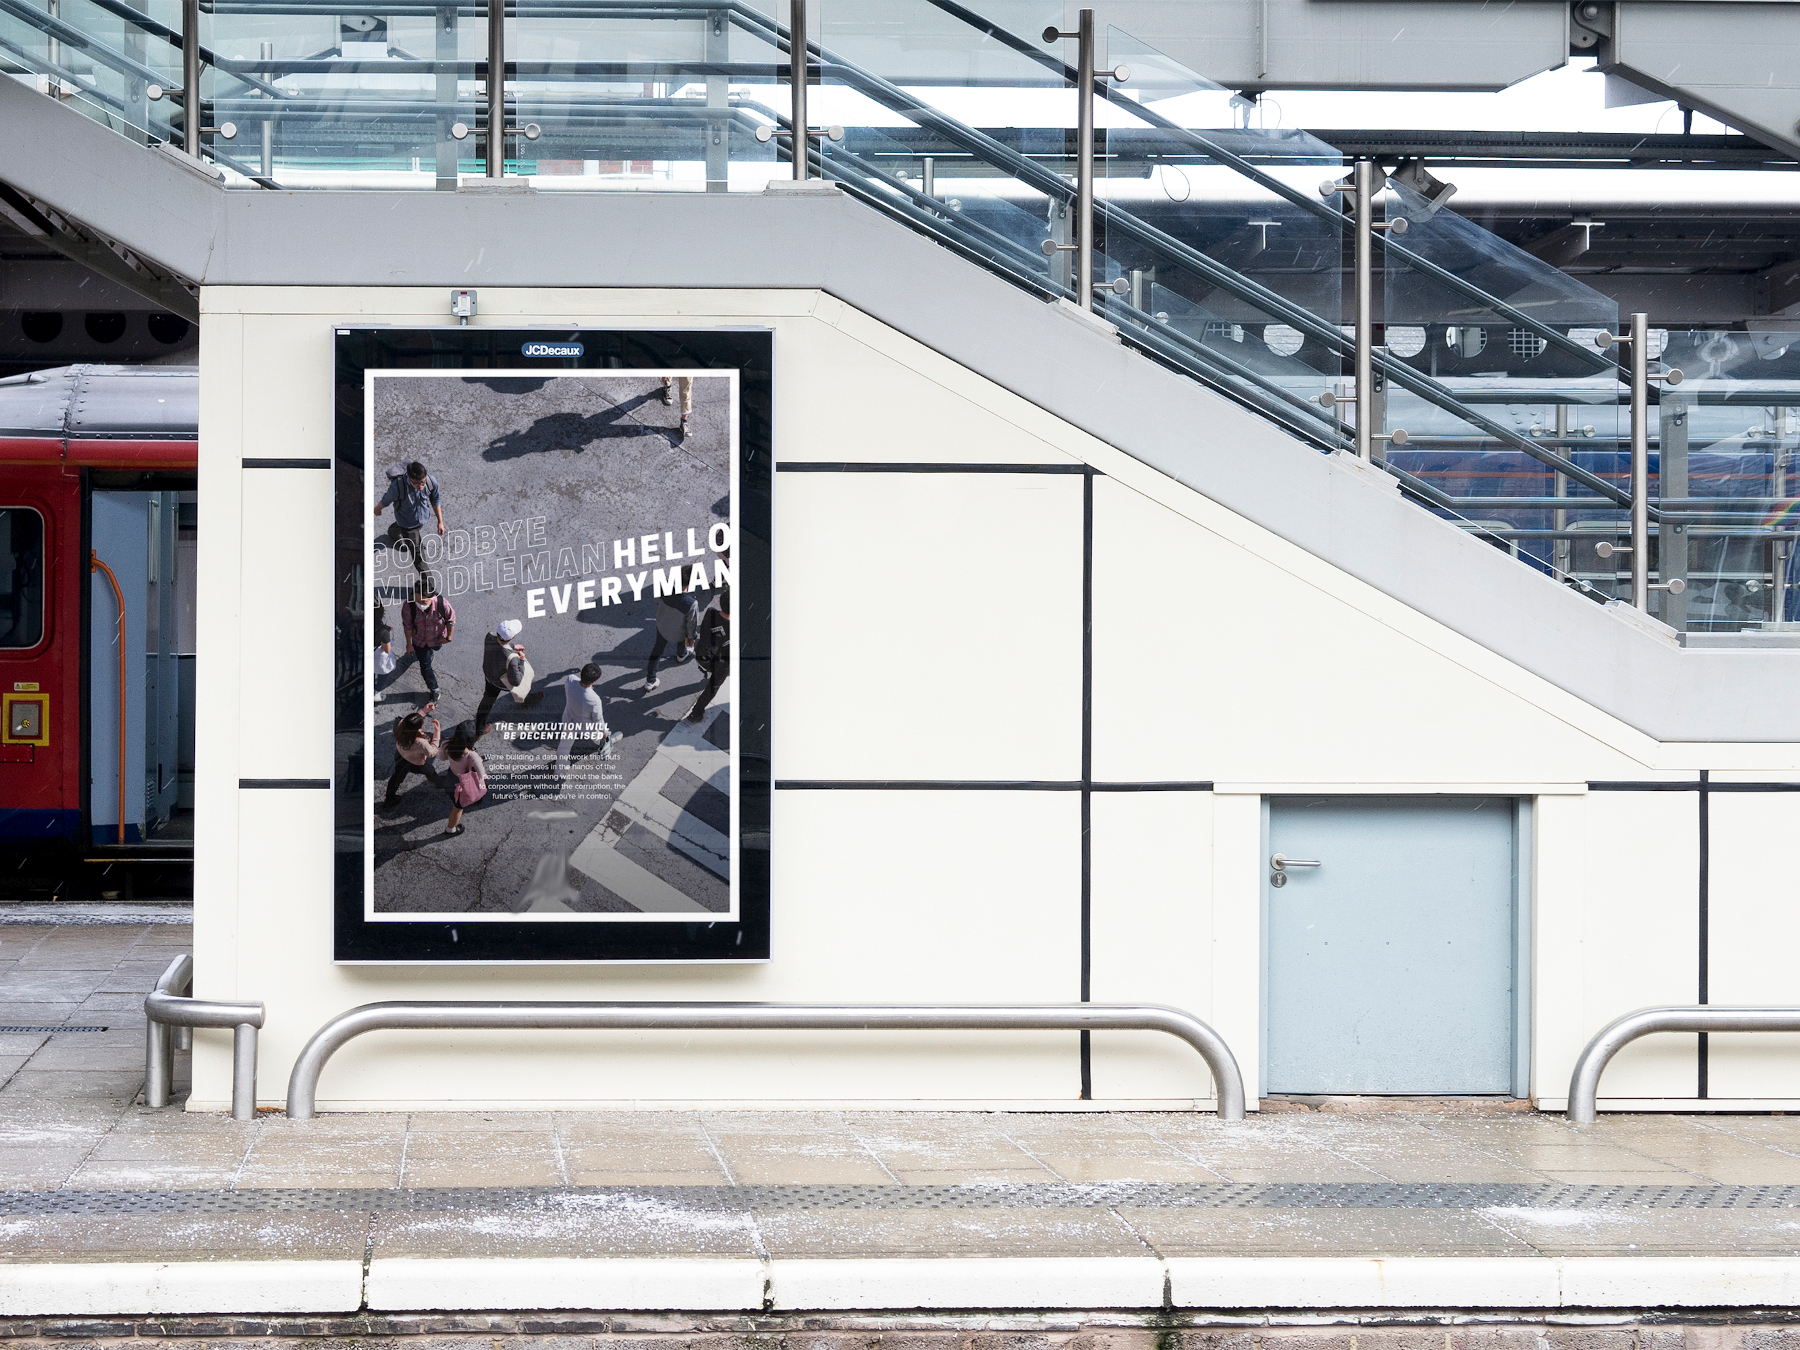 JCDecaux
GOODBYE
MIDDLEMAN HELLO
EVERYMAN
THE REVOLUTION WILL
BE DECENTRALISED
We're building a data network that puts
global processes in the hands of the
people. From banking without the banks
to corporations without the corruption, the
future's here, and you're in control.